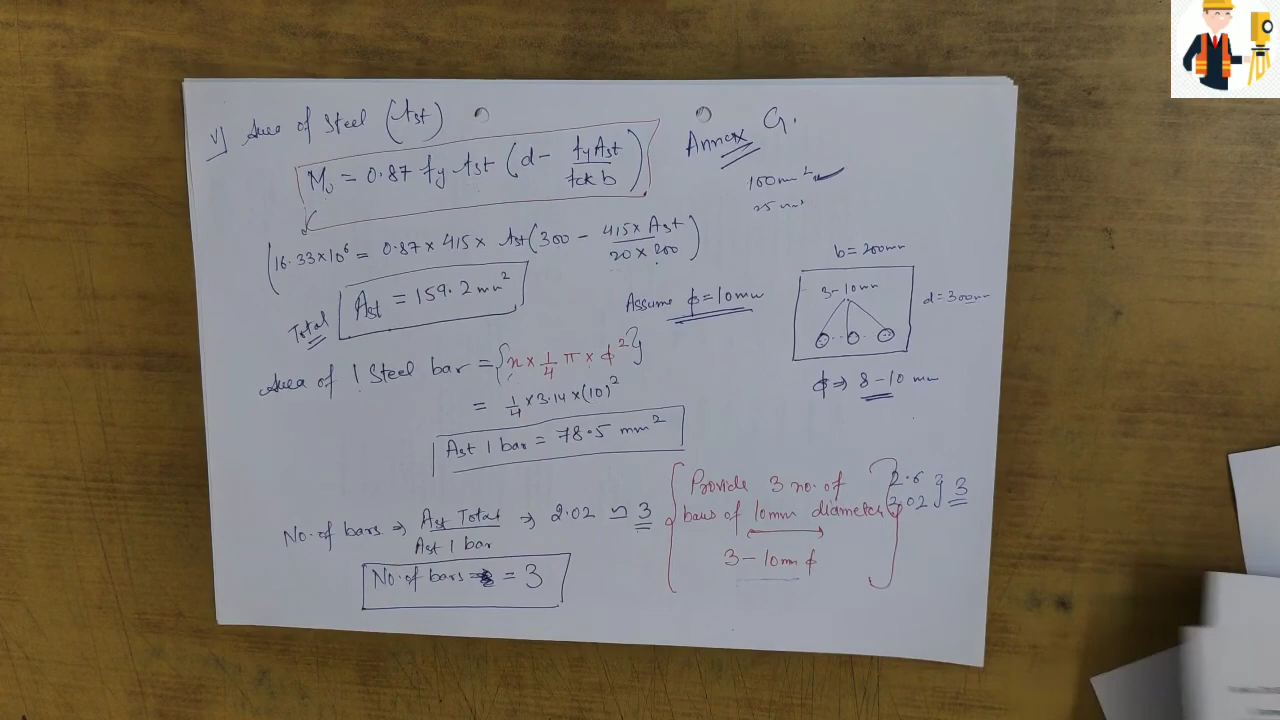 v) Area of Steel (Ast)
Annex G.
Mu = 0.87 fy Ast (d - fyAst / fck b)
100mm²
25 mm
16.33×10⁶ = 0.87 × 415 × Ast (300 - 415 × Ast / 20 × 200)
b = 200mm
Total Ast = 159.2 mm²
Assume ϕ = 10mm
3-10mm
d = 300mm
Area of 1 Steel bar = {n × 1/4 π × ϕ²}
= 1/4 × 3.14 × (10)²
ϕ ⇒ 8-10 mm
Ast 1 bar = 78.5 mm²
No. of bars ⇒ Ast Total / Ast 1 bar ⇒ 2.02 ≃ 3
Provide 3 no. of
bars of 10mm diameter
3 - 10mm ϕ
2.6
2.02 } 3
No. of bars = 3